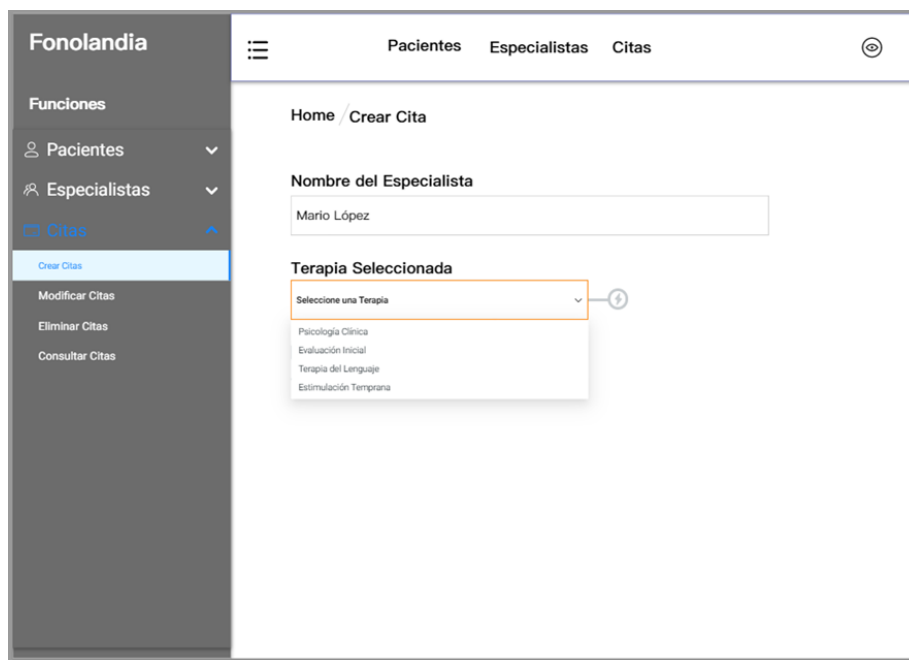 Fonolandia
Pacientes Especialistas Citas
Funciones
Pacientes
Especialistas
Citas
Crear Citas
Modificar Citas
Eliminar Citas
Consultar Citas
Home / Crear Cita
Nombre del Especialista
Mario López
Terapia Seleccionada
Seleccione una Terapia
Psicología Clínica
Evaluación Inicial
Terapia del Lenguaje
Estimulación Temprana